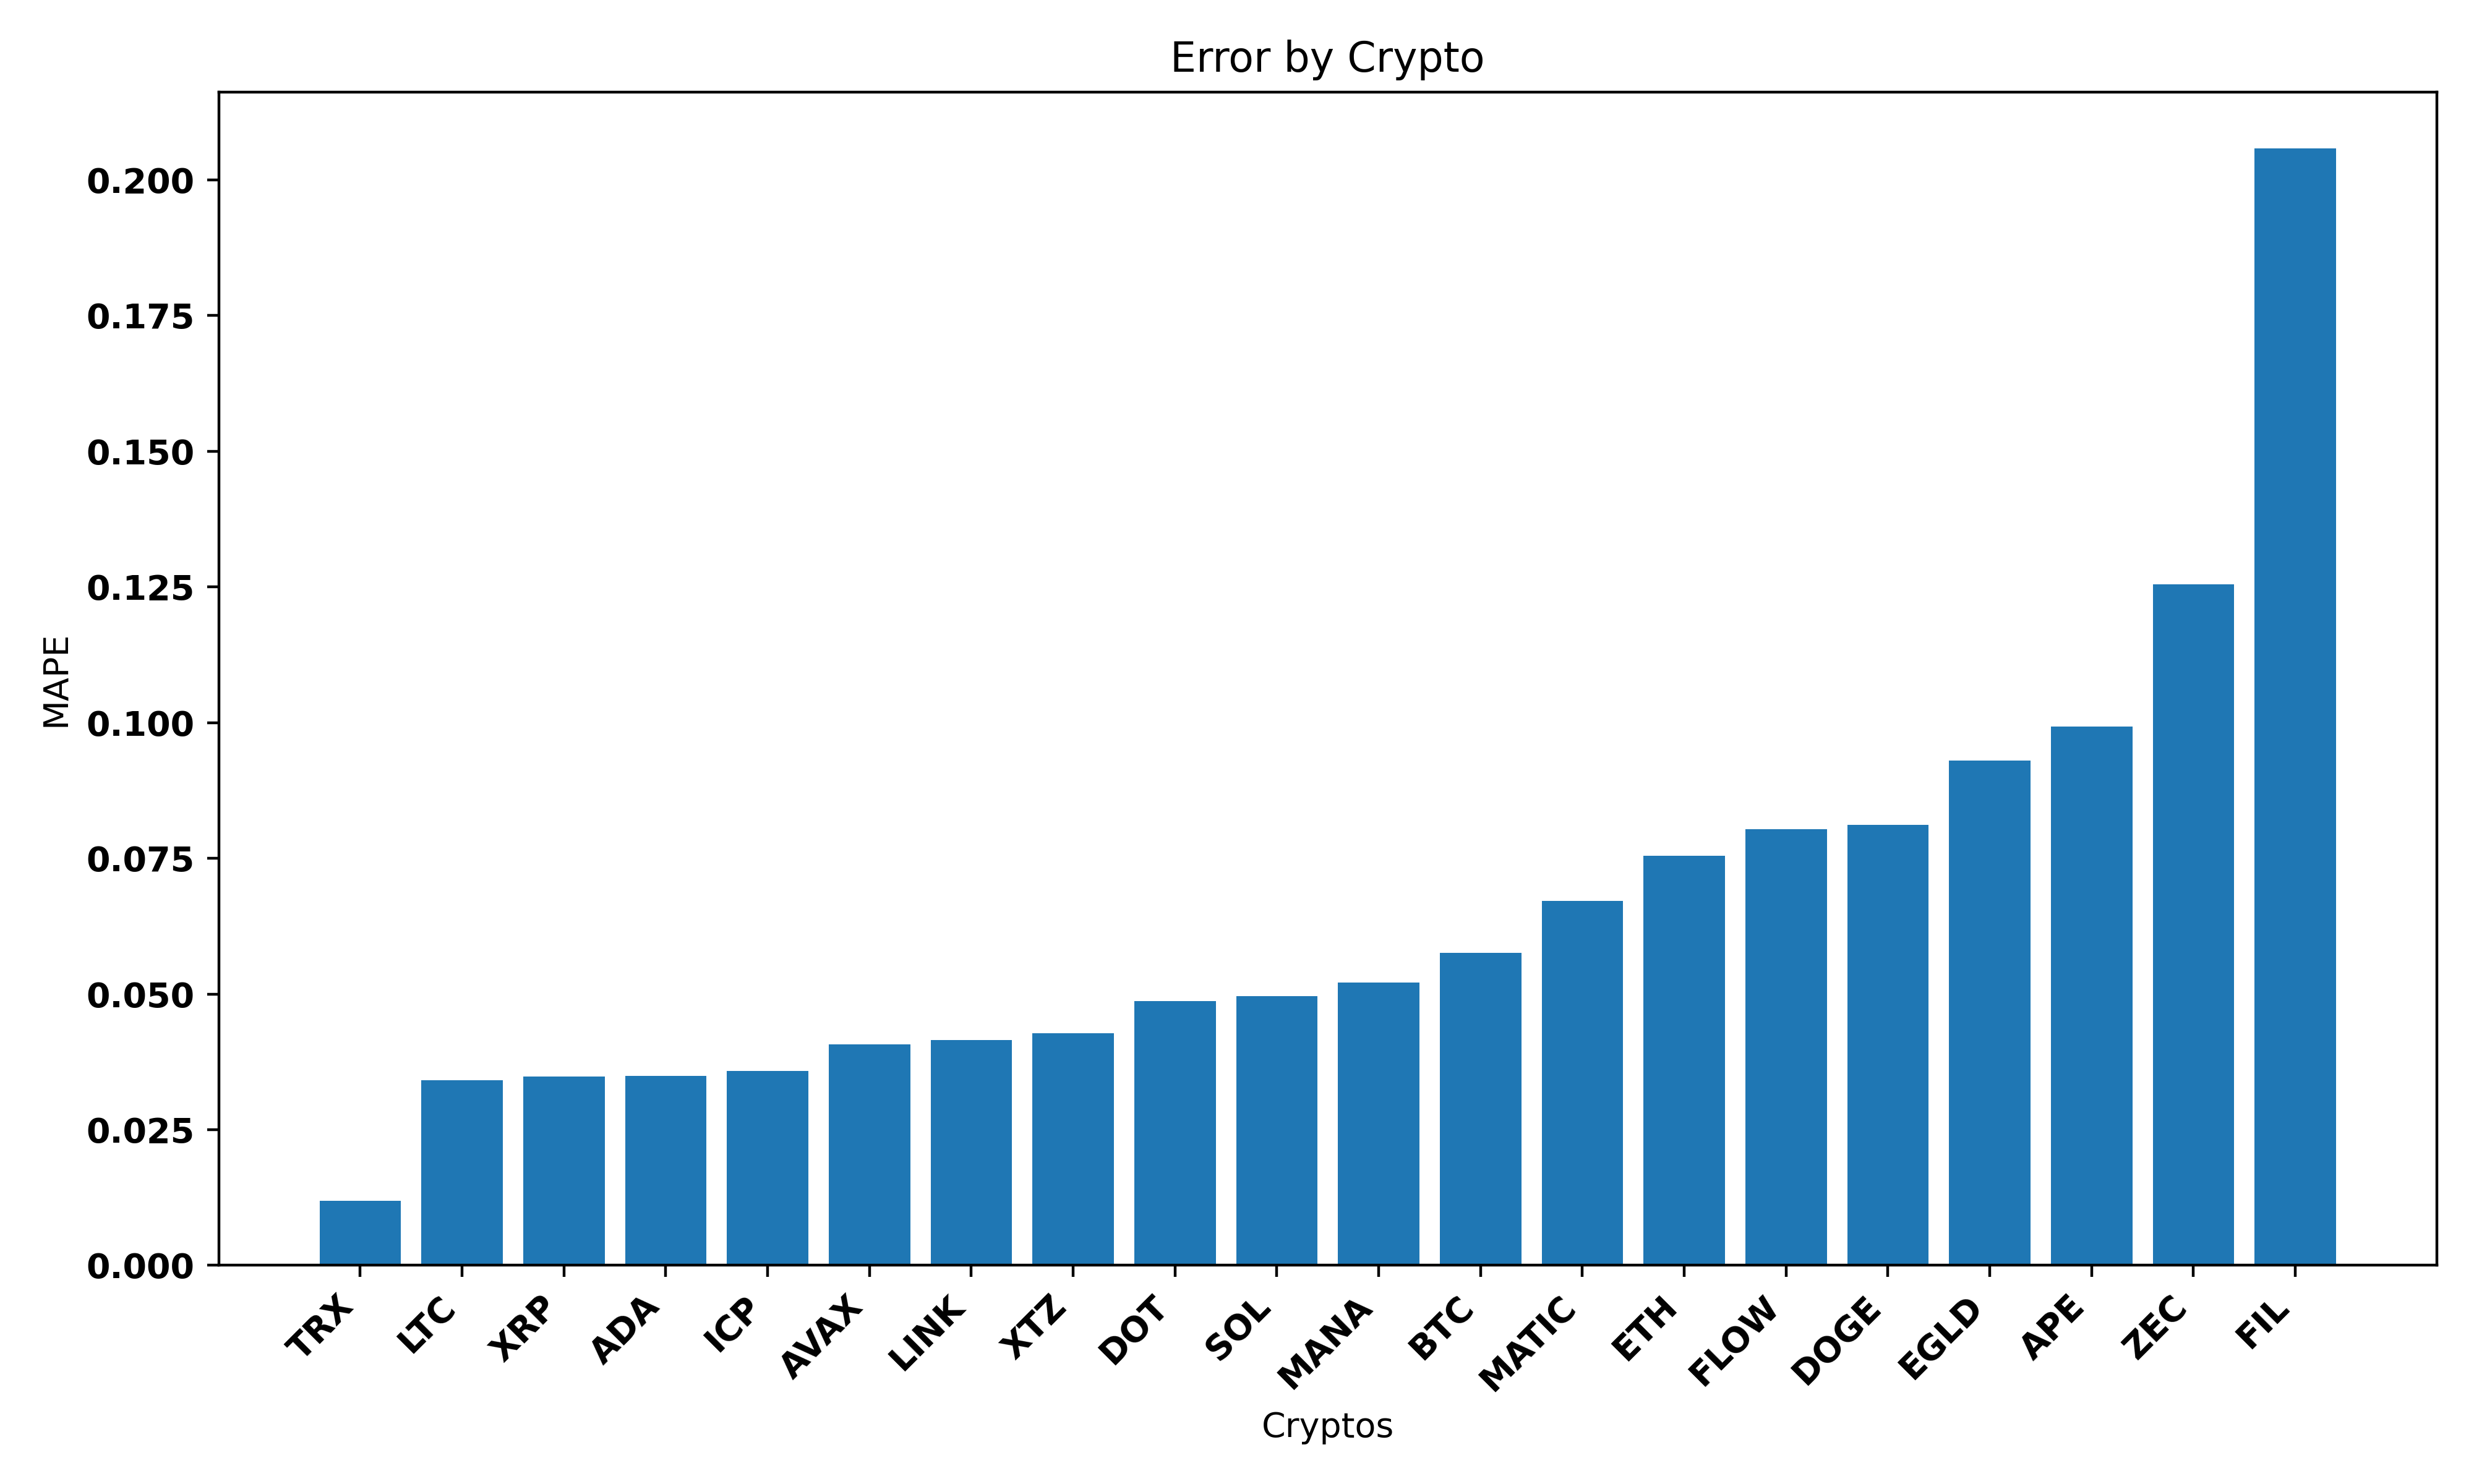 Error by Crypto
MAPE
0.200
0.175
0.150
0.125
0.100
0.075
0.050
0.025
0.000
TRX
LTC
XRP
ADA
ICP
AVAX
LINK
XTZ
DOT
SOL
MANA
BTC
MATIC
ETH
FLOW
DOGE
EGLD
APE
ZEC
FIL
Cryptos